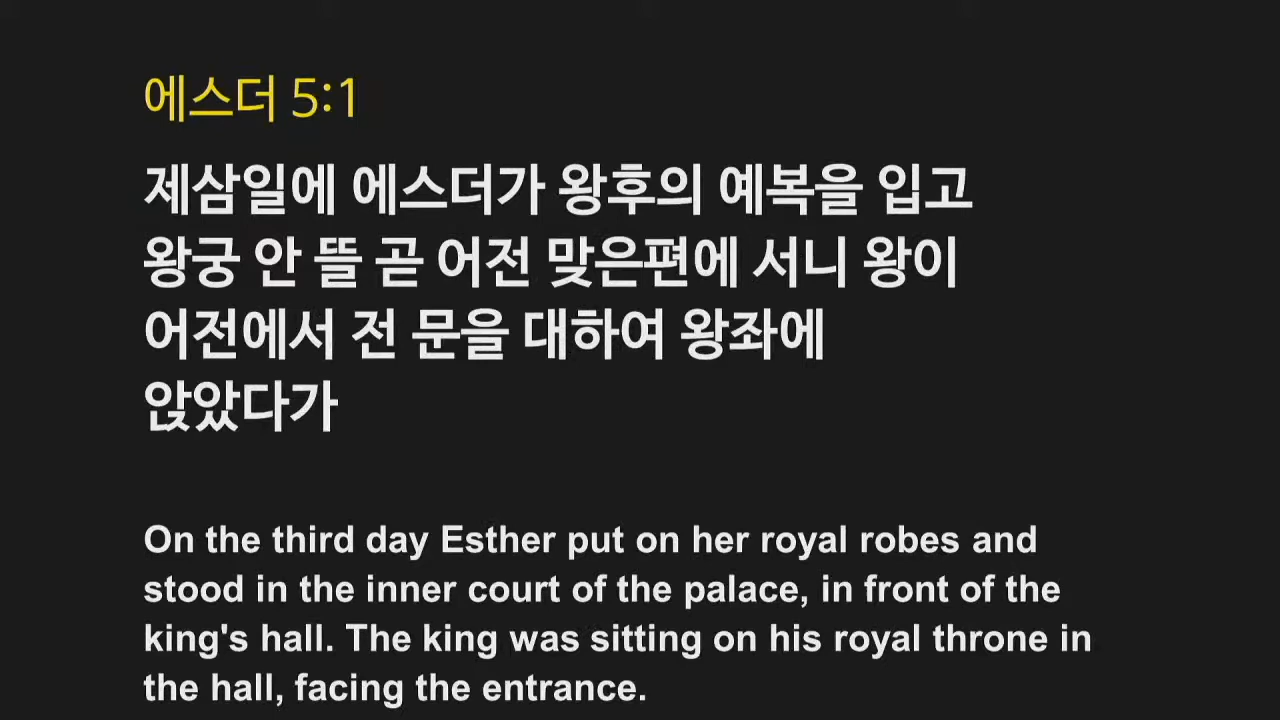 에스더 5:1
제삼일에 에스더가 왕후의 예복을 입고
왕궁 안 뜰 곧 어전 맞은편에 서니 왕이
어전에서 전 문을 대하여 왕좌에
앉았다가
On the third day Esther put on her royal robes and
stood in the inner court of the palace, in front of the
king's hall. The king was sitting on his royal throne in
the hall, facing the entrance.